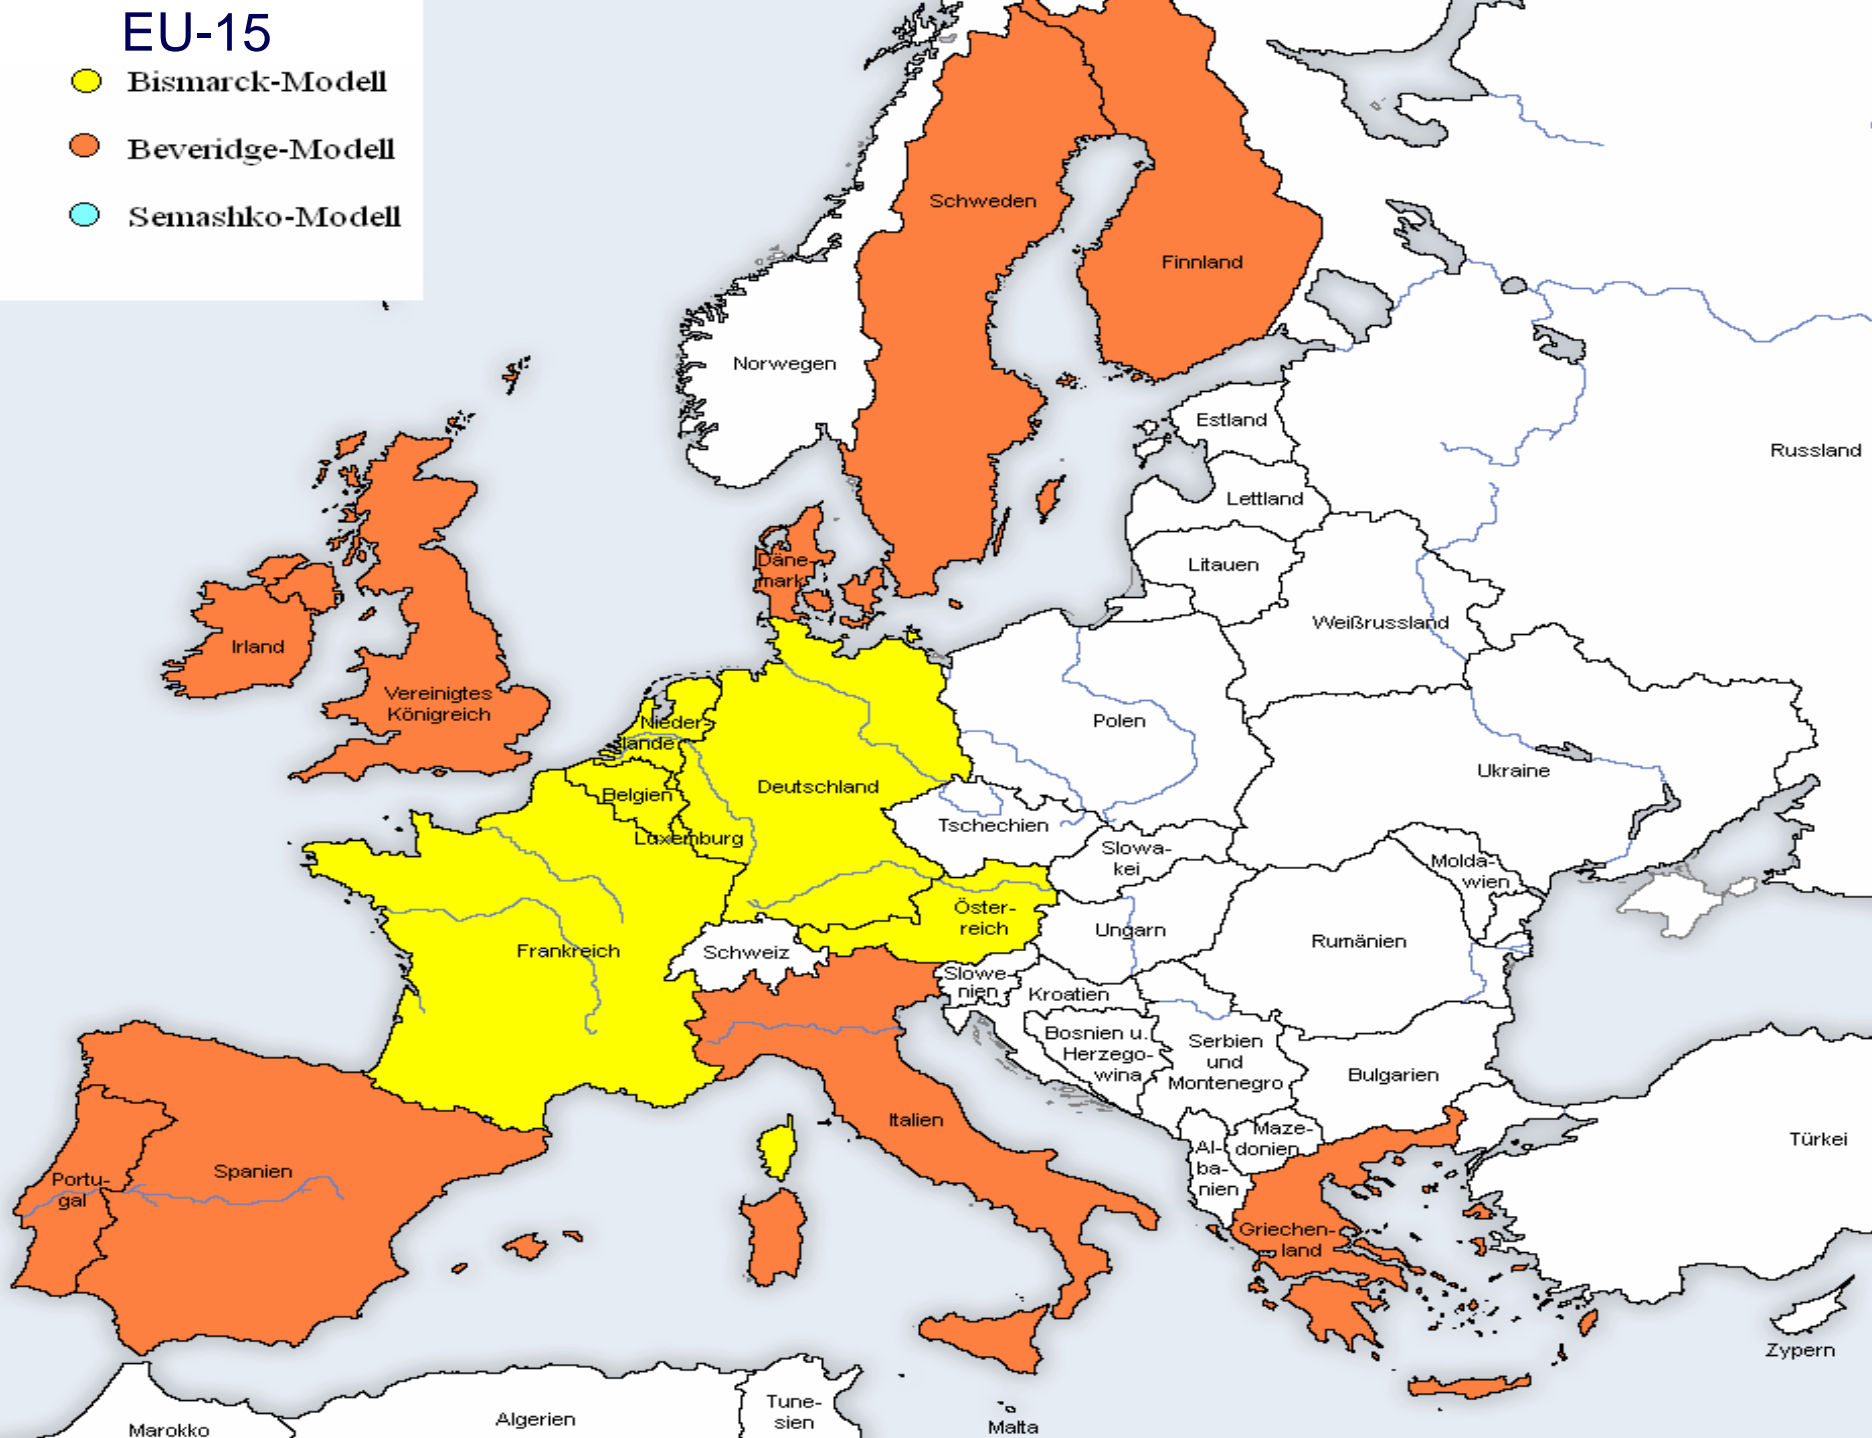 EU-15
Bismarck-Modell
Beveridge-Modell
Semashko-Modell
Schweden
Finnland
Norwegen
Estland
Russland
Lettland
Litauen
Däne-
mark
Weißrussland
Irland
Vereinigtes
Königreich
Nieder-
lande
Polen
Ukraine
Deutschland
Belgien
Luxemburg
Tschechien
Slowa-
kei
Molda-
wien
Öster-
reich
Ungarn
Rumänien
Frankreich
Schweiz
Slowe-
nien
Kroatien
Bosnien u.
Herzego-
wina
Serbien
und
Montenegro
Bulgarien
Italien
Maze-
donien
Al-
ba-
nien
Türkei
Portu-
gal
Spanien
Griechen-
land
Zypern
Marokko
Algerien
Tune-
sien
Malta